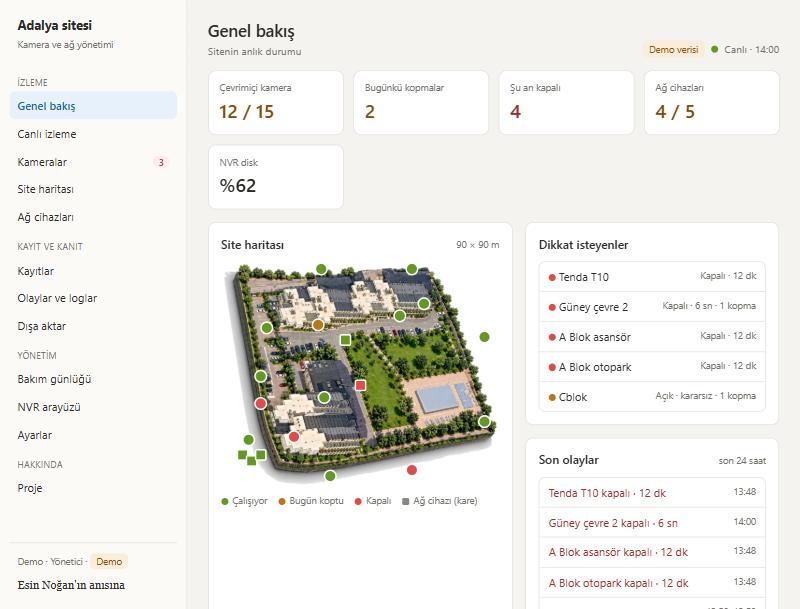 Adalya sitesi
Kamera ve ağ yönetimi
İZLEME
Genel bakış
Canlı izleme
Kameralar 3
Site haritası
Ağ cihazları
KAYIT VE KANIT
Kayıtlar
Olaylar ve loglar
Dışa aktar
YÖNETİM
Bakım günlüğü
NVR arayüzü
Ayarlar
HAKKINDA
Proje
Demo · Yönetici · Demo
Esin Noğan'ın anısına
Genel bakış
Sitenin anlık durumu
Demo verisi Canlı · 14:00
Çevrimiçi kamera
12 / 15
Bugünkü kopmalar
2
Şu an kapalı
4
Ağ cihazları
4 / 5
NVR disk
%62
Site haritası 90 × 90 m
Çalışıyor Bugün koptu Kapalı Ağ cihazı (kare)
Dikkat isteyenler
Tenda T10 Kapalı · 12 dk
Güney çevre 2 Kapalı · 6 sn · 1 kopma
A Blok asansör Kapalı · 12 dk
A Blok otopark Kapalı · 12 dk
Cblok Açık · kararsız · 1 kopma
Son olaylar son 24 saat
Tenda T10 kapalı · 12 dk 13:48
Güney çevre 2 kapalı · 6 sn 14:00
A Blok asansör kapalı · 12 dk 13:48
A Blok otopark kapalı · 12 dk 13:48